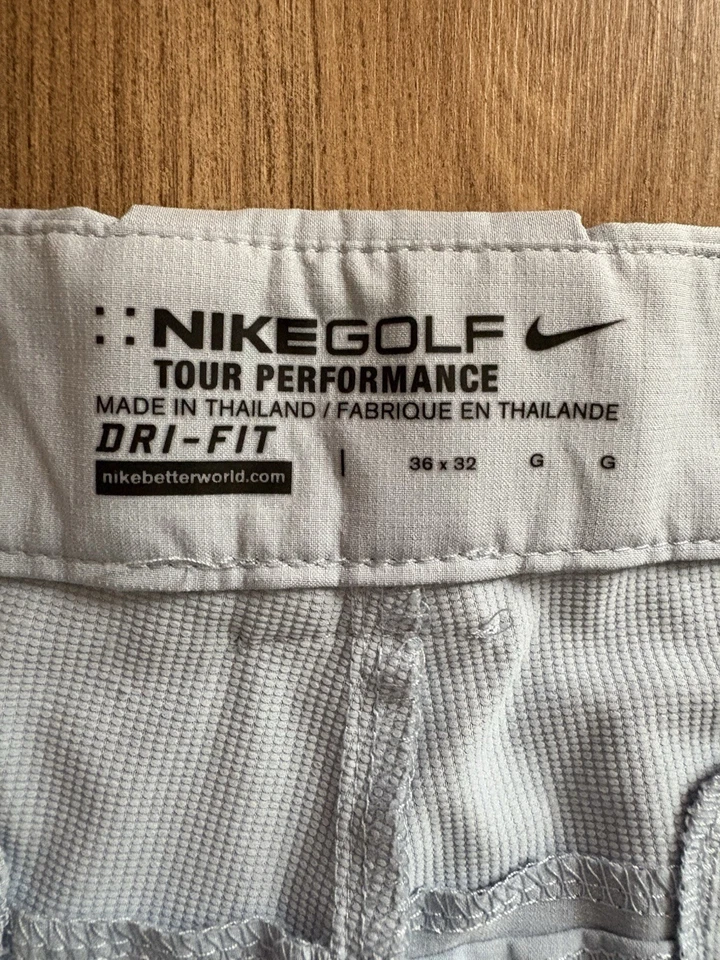 NIKEGOLF
TOUR PERFORMANCE
MADE IN THAILAND / FABRIQUE EN THAILANDE
DRI-FIT
nikebetterworld.com | 36 x 32 G G